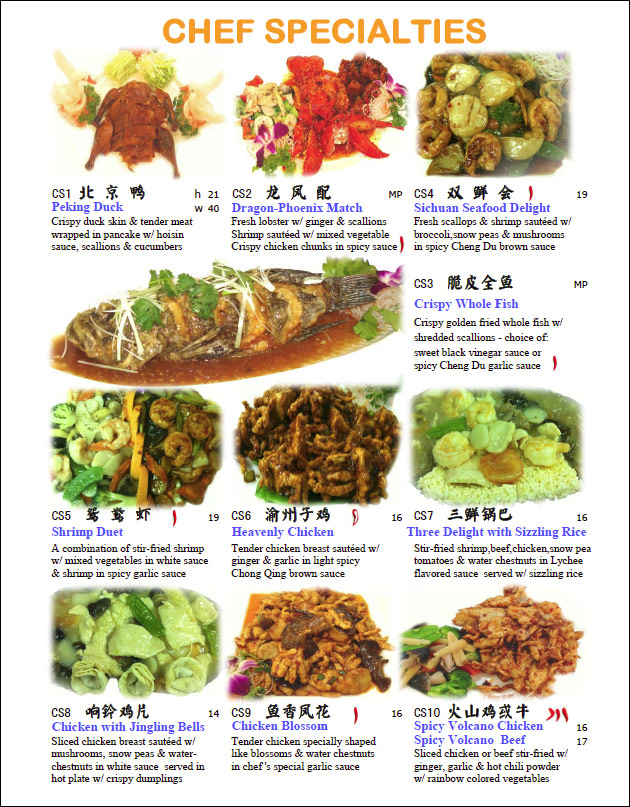 CHEF SPECIALTIES
CS1 北京鸭 h 21
Peking Duck w 40
Crispy duck skin & tender meat
wrapped in pancake w/ hoisin
sauce, scallions & cucumbers
CS2 龙凤配 MP
Dragon-Phoenix Match
Fresh lobster w/ ginger & scallions
Shrimp sautéed w/ mixed vegetable
Crispy chicken chunks in spicy sauce
CS4 双鲜会 19
Sichuan Seafood Delight
Fresh scallops & shrimp sautéed w/
broccoli,snow peas & mushrooms
in spicy Cheng Du brown sauce
CS3 脆皮全鱼 MP
Crispy Whole Fish
Crispy golden fried whole fish w/
shredded scallions - choice of:
sweet black vinegar sauce or
spicy Cheng Du garlic sauce
CS5 鸳鸯虾 19
Shrimp Duet
A combination of stir-fried shrimp
w/ mixed vegetables in white sauce
& shrimp in spicy garlic sauce
CS6 渝州子鸡 16
Heavenly Chicken
Tender chicken breast sautéed w/
ginger & garlic in light spicy
Chong Qing brown sauce
CS7 三鲜锅巴 16
Three Delight with Sizzling Rice
Stir-fried shrimp,beef,chicken,snow pea
tomatoes & water chestnuts in Lychee
flavored sauce served w/ sizzling rice
CS8 响铃鸡片 14
Chicken with Jingling Bells
Sliced chicken breast sautéed w/
mushrooms, snow peas & water-
chestnuts in white sauce served in
hot plate w/ crispy dumplings
CS9 鱼香凤花 16
Chicken Blossom
Tender chicken specially shaped
like blossoms & water chestnuts
in chef's special garlic sauce
CS10 火山鸡或牛
Spicy Volcano Chicken 16
Spicy Volcano Beef 17
Sliced chicken or beef stir-fried w/
ginger, garlic & hot chili powder
w/ rainbow colored vegetables